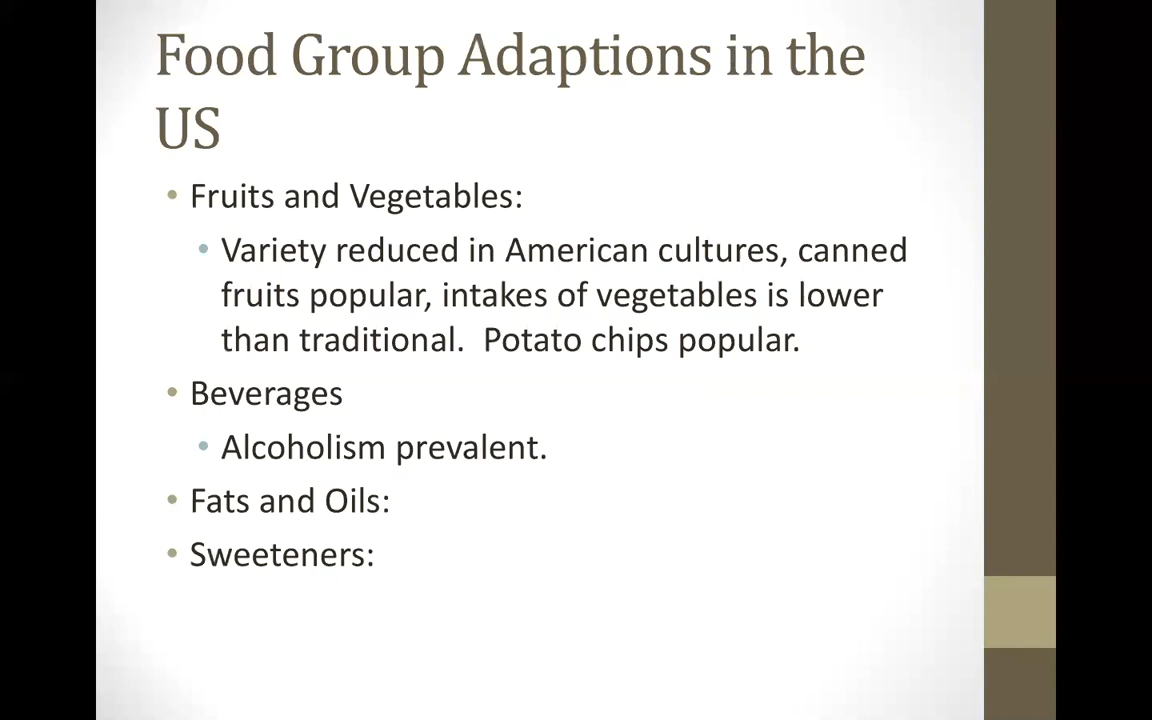 Food Group Adaptions in the
US
• Fruits and Vegetables:
• Variety reduced in American cultures, canned
fruits popular, intakes of vegetables is lower
than traditional.  Potato chips popular.
• Beverages
• Alcoholism prevalent.
• Fats and Oils:
• Sweeteners: